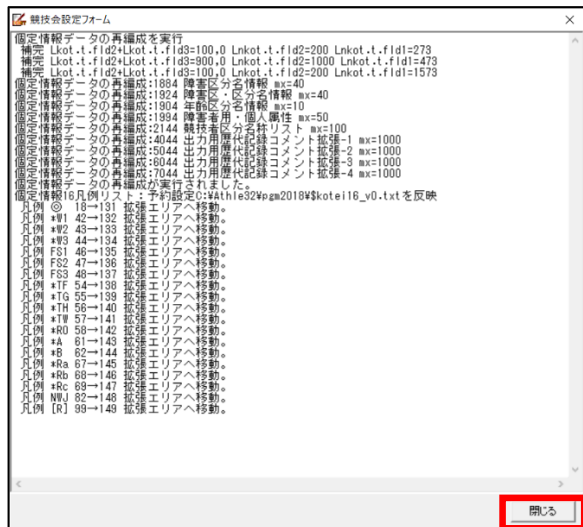 競技会設定フォーム
個定情報データの再編成を実行
補完 Lkot.t.fld2+Lkot.t.fld3=100,0 Lnkot.t.fld2=200 Lnkot.t.fld1=273
補完 Lkot.t.fld2+Lkot.t.fld3=900,0 Lnkot.t.fld2=1000 Lnkot.t.fld1=473
補完 Lkot.t.fld2+Lkot.t.fld3=100,0 Lnkot.t.fld2=200 Lnkot.t.fld1=1573
個定情報データの再編成:1884 障害区分名情報 mx=40
個定情報データの再編成:1924 障害区・区分名情報 mx=40
個定情報データの再編成:1904 年齢区分名情報 mx=10
個定情報データの再編成:1994 障害者用・個人属性 mx=50
個定情報データの再編成:2144 競技者区分名称リスト mx=100
個定情報データの再編成:4044 出力用歴代記録コメント拡張-1 mx=1000
個定情報データの再編成:5044 出力用歴代記録コメント拡張-2 mx=1000
個定情報データの再編成:6044 出力用歴代記録コメント拡張-3 mx=1000
個定情報データの再編成:7044 出力用歴代記録コメント拡張-4 mx=1000
個定情報データの再編成が実行されました。
個定情報16凡例リスト：予約設定C:¥Athle32¥pgm2018¥$kotei16_v0.txtを反映
凡例 ◎ 18→131 拡張エリアへ移動。
凡例 *W1 42→132 拡張エリアへ移動。
凡例 *W2 43→133 拡張エリアへ移動。
凡例 *W3 44→134 拡張エリアへ移動。
凡例 FS1 46→135 拡張エリアへ移動。
凡例 FS2 47→136 拡張エリアへ移動。
凡例 FS3 48→137 拡張エリアへ移動。
凡例 *TF 54→138 拡張エリアへ移動。
凡例 *TG 55→139 拡張エリアへ移動。
凡例 *TH 56→140 拡張エリアへ移動。
凡例 *TW 57→141 拡張エリアへ移動。
凡例 *RO 58→142 拡張エリアへ移動。
凡例 *A 61→143 拡張エリアへ移動。
凡例 *B 62→144 拡張エリアへ移動。
凡例 *Ra 67→145 拡張エリアへ移動。
凡例 *Rb 68→146 拡張エリアへ移動。
凡例 *Rc 69→147 拡張エリアへ移動。
凡例 NWJ 82→148 拡張エリアへ移動。
凡例 [R] 99→149 拡張エリアへ移動。
閉じる